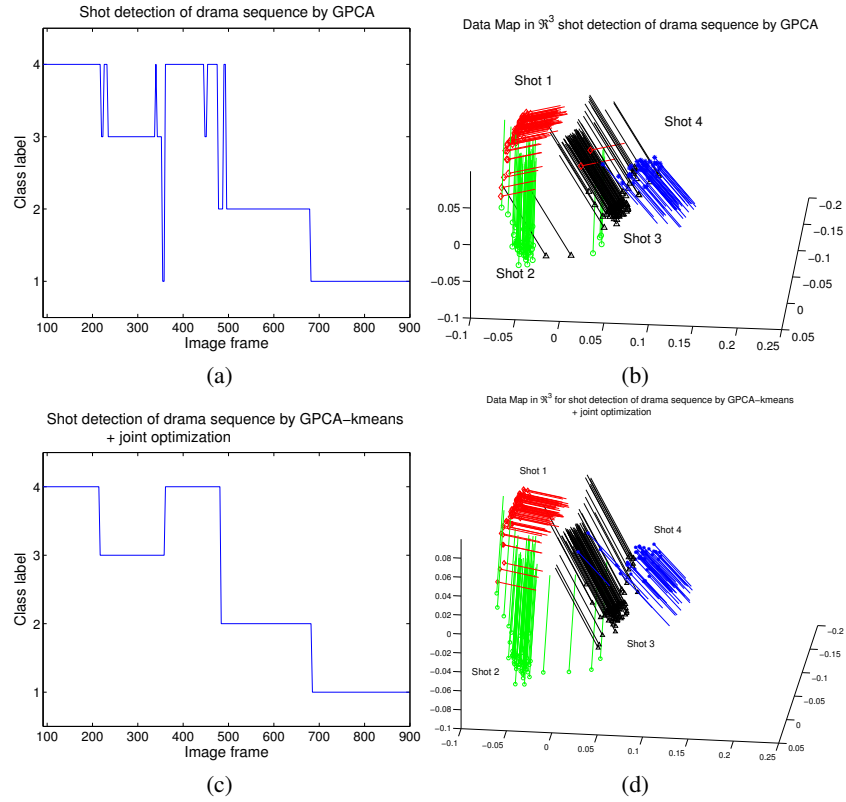 Shot detection of drama sequence by GPCA
4
3
2
1
Class label
100 200 300 400 500 600 700 800 900
Image frame
(a)
Data Map in ℜ³ shot detection of drama sequence by GPCA
Shot 1
Shot 4
Shot 3
Shot 2
0.05
0
−0.05
−0.1
−0.1 −0.05 0 0.05 0.1 0.15 0.2 0.25
−0.2
−0.15
−0.1
−0.05
0
0.05
(b)
Shot detection of drama sequence by GPCA−kmeans
+ joint optimization
4
3
2
1
Class label
100 200 300 400 500 600 700 800 900
Image frame
(c)
Data Map in ℜ³ for shot detection of drama sequence by GPCA−kmeans
+ joint optimization
Shot 1
Shot 4
Shot 3
Shot 2
0.08
0.06
0.04
0.02
0
−0.02
−0.04
−0.06
−0.08
−0.1
−0.1 −0.05 0 0.05 0.1 0.15 0.2 0.25
−0.2
−0.15
−0.1
−0.05
0
0.05
(d)